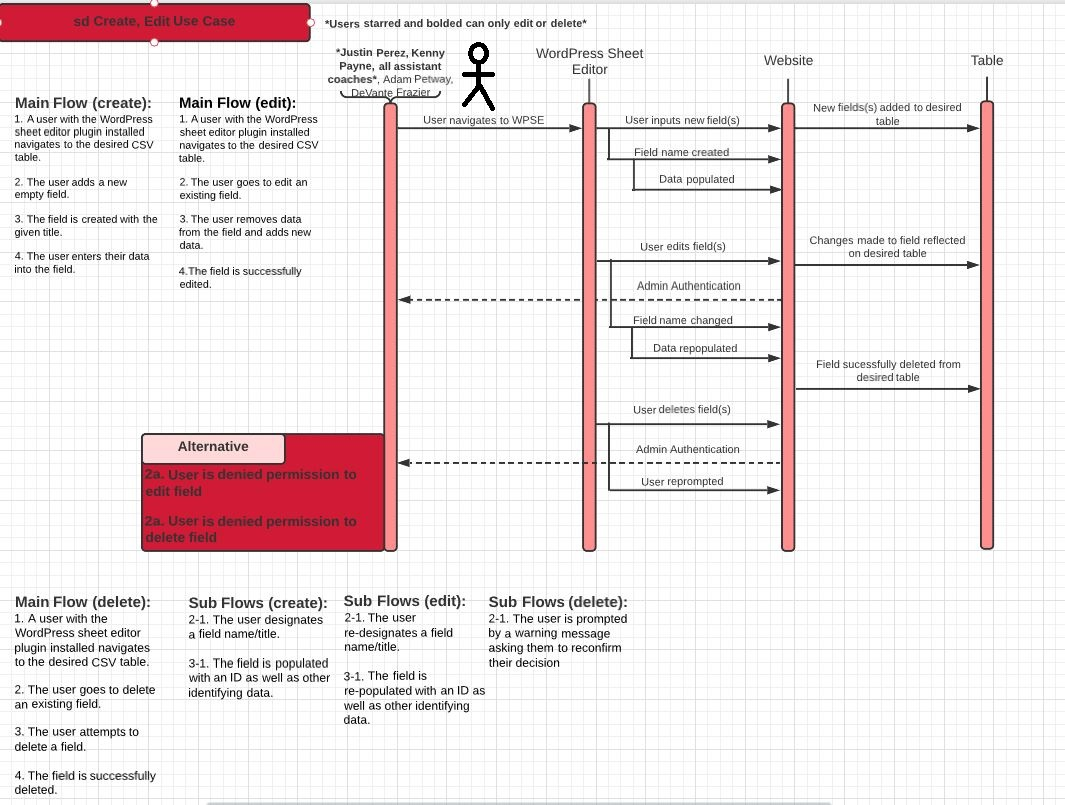 sd Create, Edit Use Case
*Users starred and bolded can only edit or delete*
*Justin Perez, Kenny
Payne, all assistant
coaches*, Adam Petway,
DeVante Frazier
WordPress Sheet
Editor
Website
Table
Main Flow (create):
1. A user with the WordPress
sheet editor plugin installed
navigates to the desired CSV
table.
2. The user adds a new
empty field.
3. The field is created with the
given title.
4. The user enters their data
into the field.
Main Flow (edit):
1. A user with the WordPress
sheet editor plugin installed
navigates to the desired CSV
table.
2. The user goes to edit an
existing field.
3. The user removes data
from the field and adds new
data.
4.The field is successfully
edited.
User navigates to WPSE
User inputs new field(s)
New fields(s) added to desired
table
Field name created
Data populated
User edits field(s)
Changes made to field reflected
on desired table
Admin Authentication
Field name changed
Data repopulated
Field sucessfully deleted from
desired table
User deletes field(s)
Admin Authentication
User reprompted
Alternative
2a. User is denied permission to
edit field
2a. User is denied permission to
delete field
Main Flow (delete):
1. A user with the
WordPress sheet editor
plugin installed navigates
to the desired CSV table.
2. The user goes to delete
an existing field.
3. The user attempts to
delete a field.
4. The field is successfully
deleted.
Sub Flows (create):
2-1. The user designates
a field name/title.
3-1. The field is populated
with an ID as well as other
identifying data.
Sub Flows (edit):
2-1. The user
re-designates a field
name/title.
3-1. The field is
re-populated with an ID as
well as other identifying
data.
Sub Flows (delete):
2-1. The user is prompted
by a warning message
asking them to reconfirm
their decision